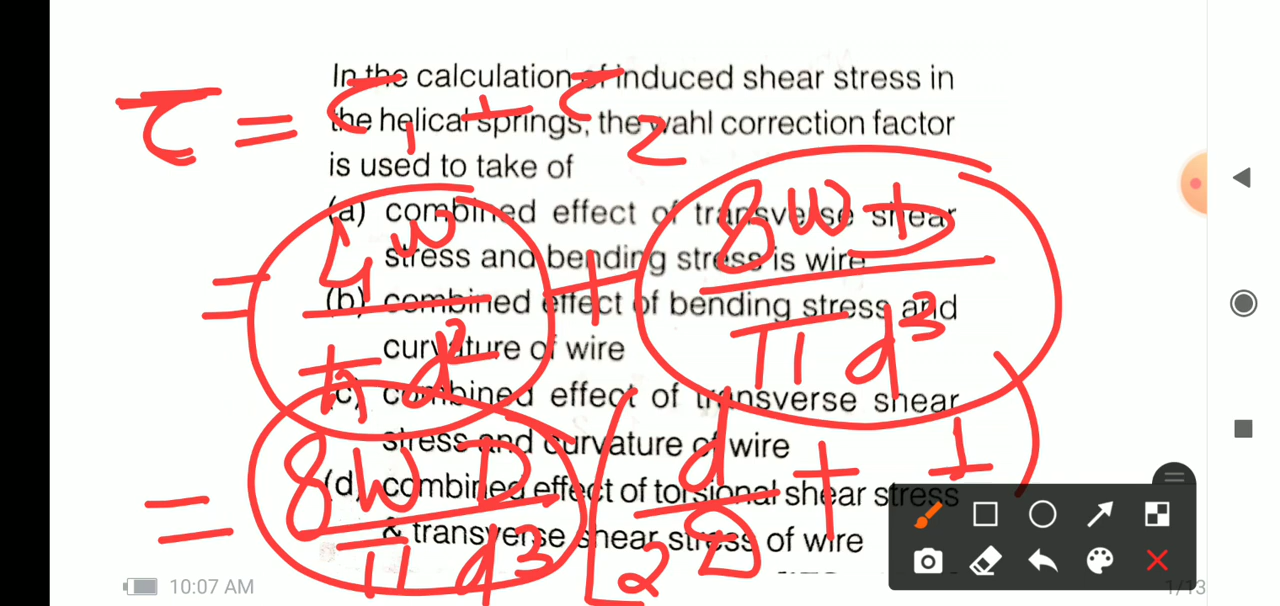 In the calculation of induced shear stress in
the helical springs, the wahl correction factor
is used to take of
(a) combined effect of transverse shear
stress and bending stress is wire
(b) combined effect of bending stress and
curvature of wire
(c) combined effect of transverse shear
stress and curvature of wire
(d) combined effect of torsional shear stress
& transverse shear stress of wire
τ = τ₁ + τ₂
= 4W/πd² + 8WD/πd³
= 8WD/πd³ [d/2D + 1
10:07 AM
1/13